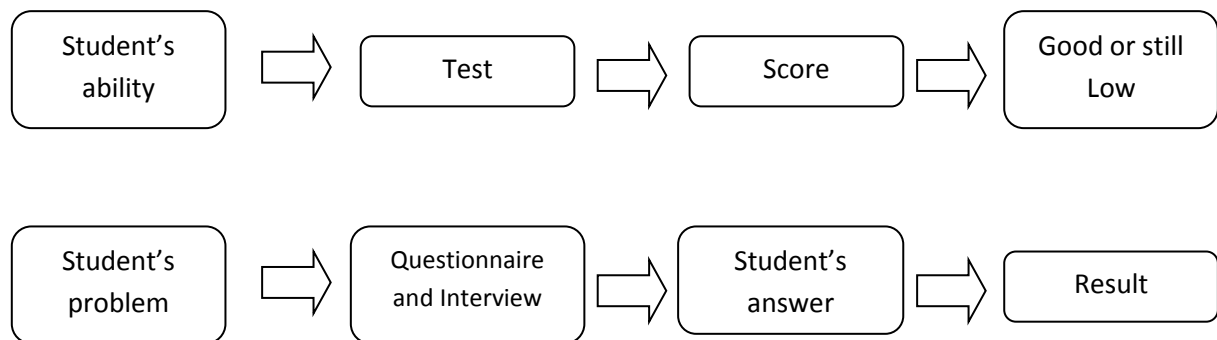 Student’s
ability
Test
Score
Good or still
Low
Student’s
problem
Questionnaire
and Interview
Student’s
answer
Result